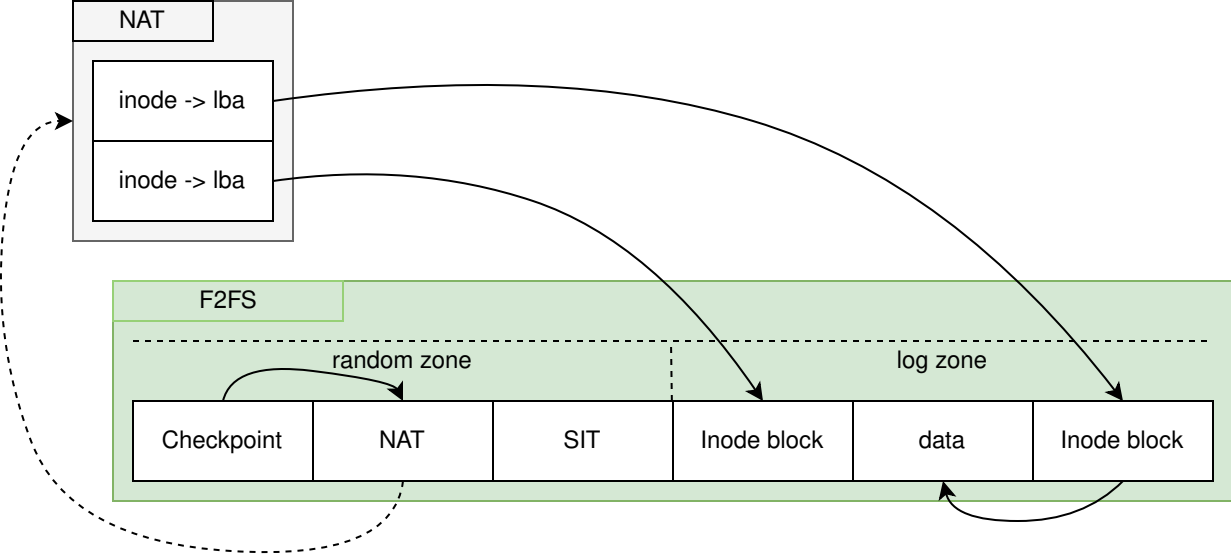 NAT
inode -> lba
inode -> lba
F2FS
random zone
log zone
Checkpoint
NAT
SIT
Inode block
data
Inode block